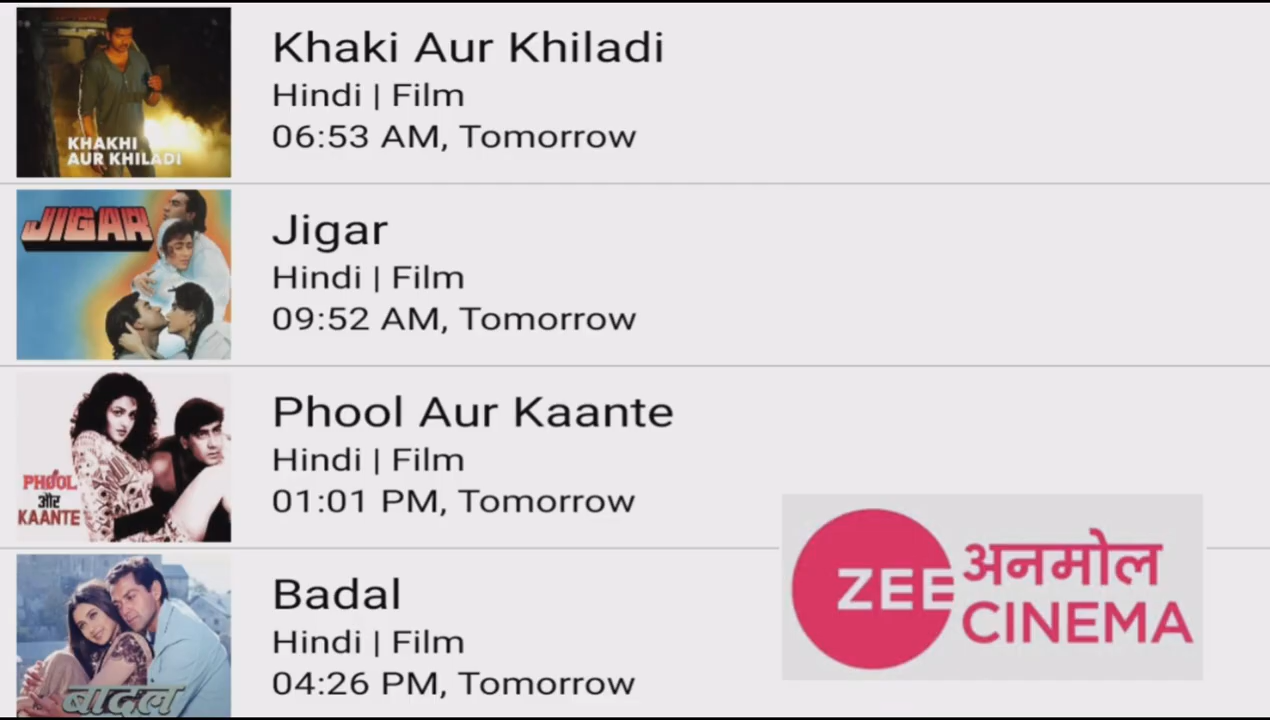 KHAKHI
AUR KHILADI
Khaki Aur Khiladi
Hindi | Film
06:53 AM, Tomorrow
JIGAR
Jigar
Hindi | Film
09:52 AM, Tomorrow
PHOOL
और
KAANTE
Phool Aur Kaante
Hindi | Film
01:01 PM, Tomorrow
बादल
Badal
Hindi | Film
04:26 PM, Tomorrow
ZEE अनमोल
CINEMA